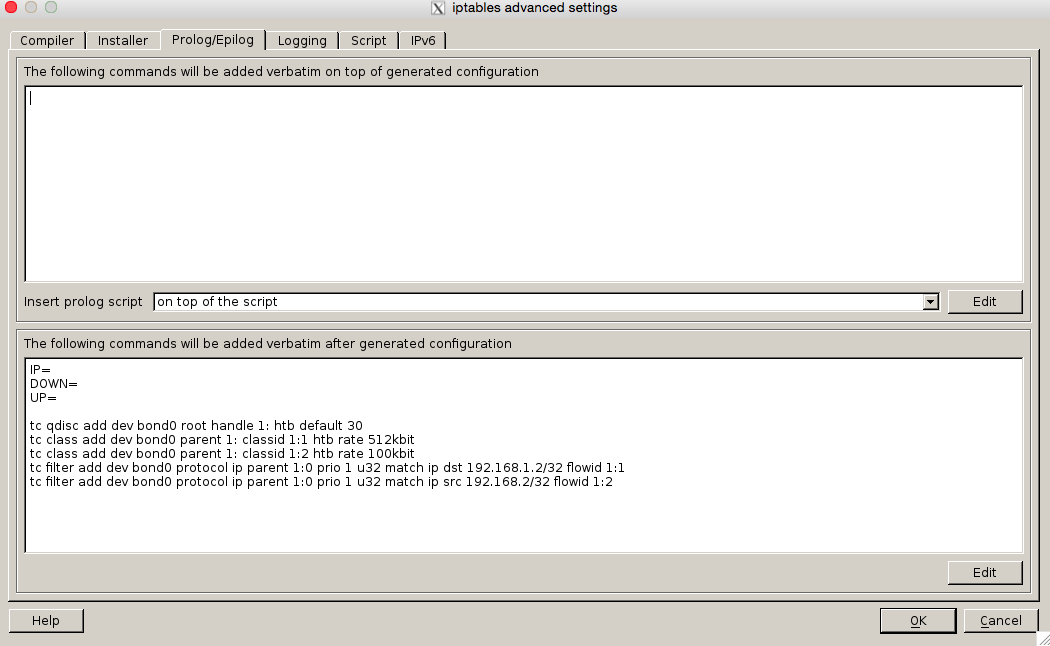 iptables advanced settings
Compiler Installer Prolog/Epilog Logging Script IPv6
The following commands will be added verbatim on top of generated configuration
Insert prolog script on top of the script Edit
The following commands will be added verbatim after generated configuration
IP=
DOWN=
UP=
tc qdisc add dev bond0 root handle 1: htb default 30
tc class add dev bond0 parent 1: classid 1:1 htb rate 512kbit
tc class add dev bond0 parent 1: classid 1:2 htb rate 100kbit
tc filter add dev bond0 protocol ip parent 1:0 prio 1 u32 match ip dst 192.168.1.2/32 flowid 1:1
tc filter add dev bond0 protocol ip parent 1:0 prio 1 u32 match ip src 192.168.2/32 flowid 1:2
Edit
Help OK Cancel